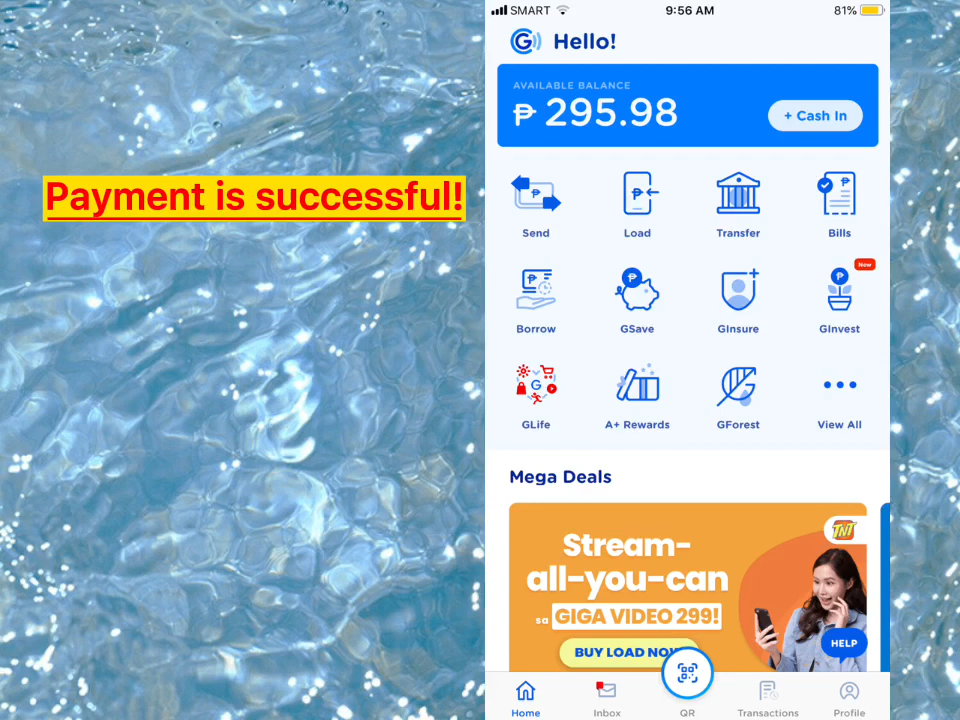 SMART 9:56 AM 81%
G Hello!
AVAILABLE BALANCE
₱ 295.98
+ Cash In
Payment is successful!
Send Load Transfer Bills
New
Borrow GSave GInsure GInvest
GLife A+ Rewards GForest View All
Mega Deals
TNT
Stream-
all-you-can
sa GIGA VIDEO 299!
BUY LOAD NOW
HELP
Home Inbox QR Transactions Profile